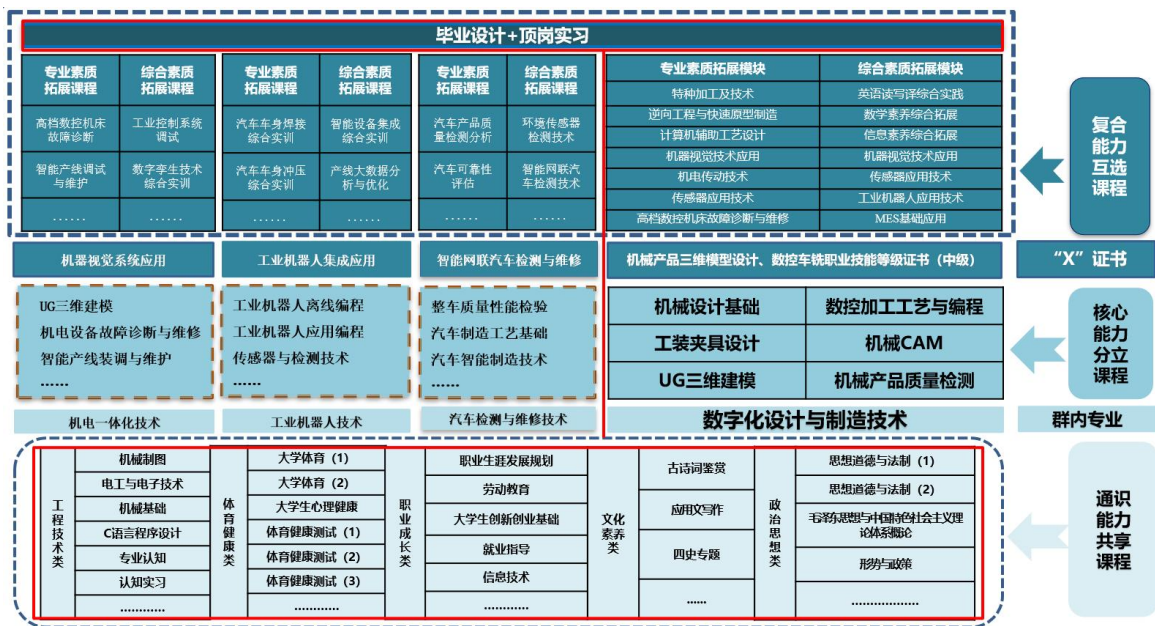 毕业设计+顶岗实习
专业素质
拓展课程
综合素质
拓展课程
高档数控机床
故障诊断
工业控制系统
调试
智能产线调试
与维护
数字孪生技术
综合实训
......
......
专业素质
拓展课程
综合素质
拓展课程
汽车车身焊接
综合实训
智能设备集成
综合实训
汽车车身冲压
综合实训
产线大数据分
析与优化
......
......
专业素质
拓展课程
综合素质
拓展课程
汽车产品质
量检测分析
环境传感器
检测技术
汽车可靠性
评估
智能网联汽
车检测技术
......
......
专业素质拓展模块
综合素质拓展模块
特种加工及技术
英语读写译综合实践
逆向工程与快速原型制造
数学素养综合拓展
计算机辅助工艺设计
信息素养综合拓展
机器视觉技术应用
机器视觉技术应用
机电传动技术
传感器应用技术
传感器应用技术
工业机器人应用技术
高档数控机床故障诊断与维修
MES基础应用
复合
能力
互选
课程
机器视觉系统应用
工业机器人集成应用
智能网联汽车检测与维修
机械产品三维模型设计、数控车铣职业技能等级证书（中级）
“X”证书
UG三维建模
机电设备故障诊断与维修
智能产线装调与维护
......
工业机器人离线编程
工业机器人应用编程
传感器与检测技术
......
整车质量性能检验
汽车制造工艺基础
汽车智能制造技术
......
机械设计基础
数控加工工艺与编程
工装夹具设计
机械CAM
UG三维建模
机械产品质量检测
核心
能力
分立
课程
机电一体化技术
工业机器人技术
汽车检测与维修技术
数字化设计与制造技术
群内专业
工程技术类
机械制图
电工与电子技术
机械基础
C语言程序设计
专业认知
认知实习
............
体育健康类
大学体育（1）
大学体育（2）
大学生心理健康
体育健康测试（1）
体育健康测试（2）
体育健康测试（3）
............
职业成长类
职业生涯发展规划
劳动教育
大学生创新创业基础
就业指导
信息技术
............
文化素养类
古诗词鉴赏
应用文写作
四史专题
......
政治思想类
思想道德与法制（1）
思想道德与法制（2）
毛泽东思想与中国特色社会主义理
论体系概论
形势与政策
..................
通识
能力
共享
课程